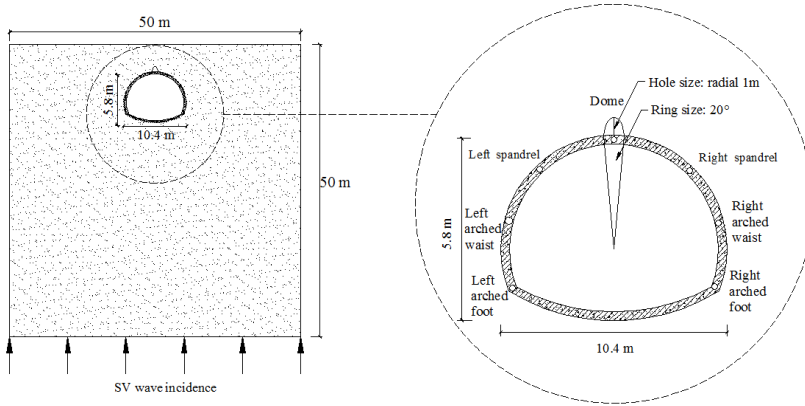 50 m
5.8 m
10.4 m
50 m
SV wave incidence
Hole size: radial 1m
Dome
Ring size: 20°
Left spandrel
Right spandrel
Left
arched
waist
Right
arched
waist
5.8 m
Left
arched
foot
Right
arched
foot
10.4 m